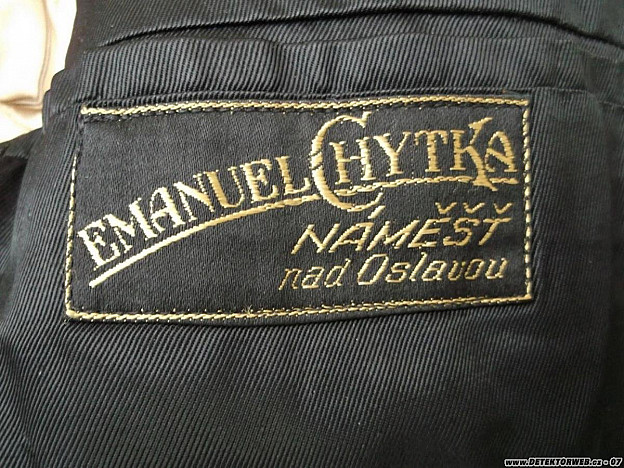 EMANUEL CHYTKA
NÁMĚŠŤ
nad Oslavou
www.DETEKTORWEB.cz - 07